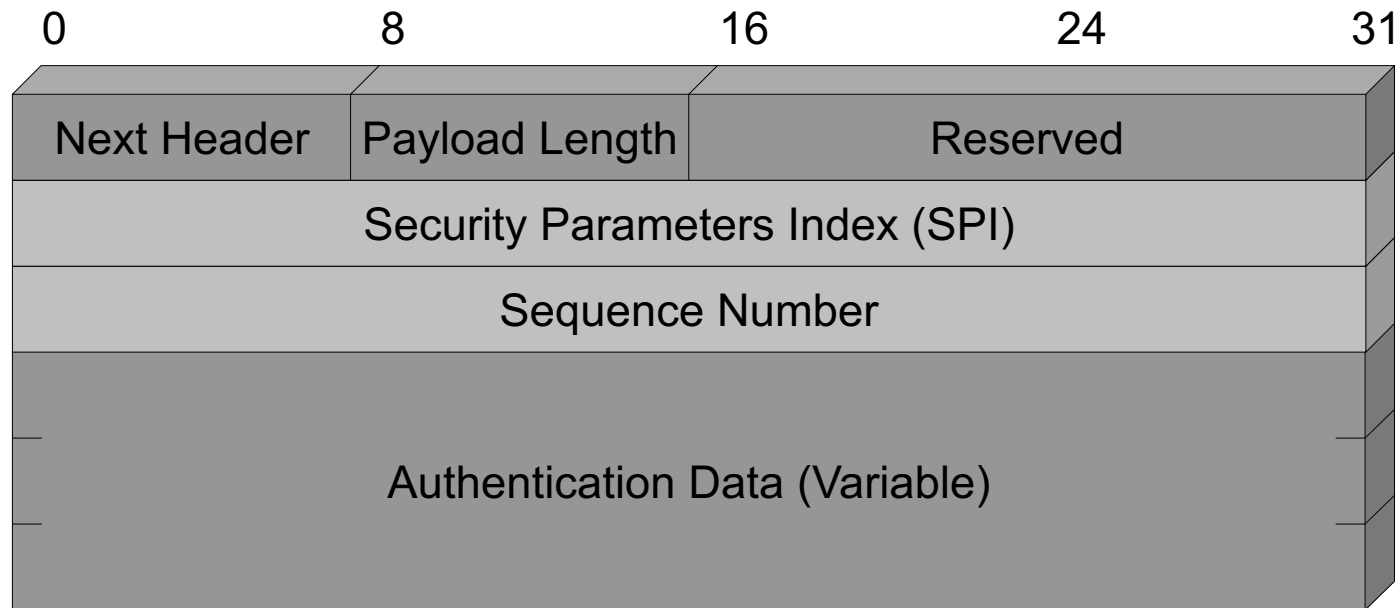 0 8 16 24 31
Next Header Payload Length Reserved
Security Parameters Index (SPI)
Sequence Number
Authentication Data (Variable)